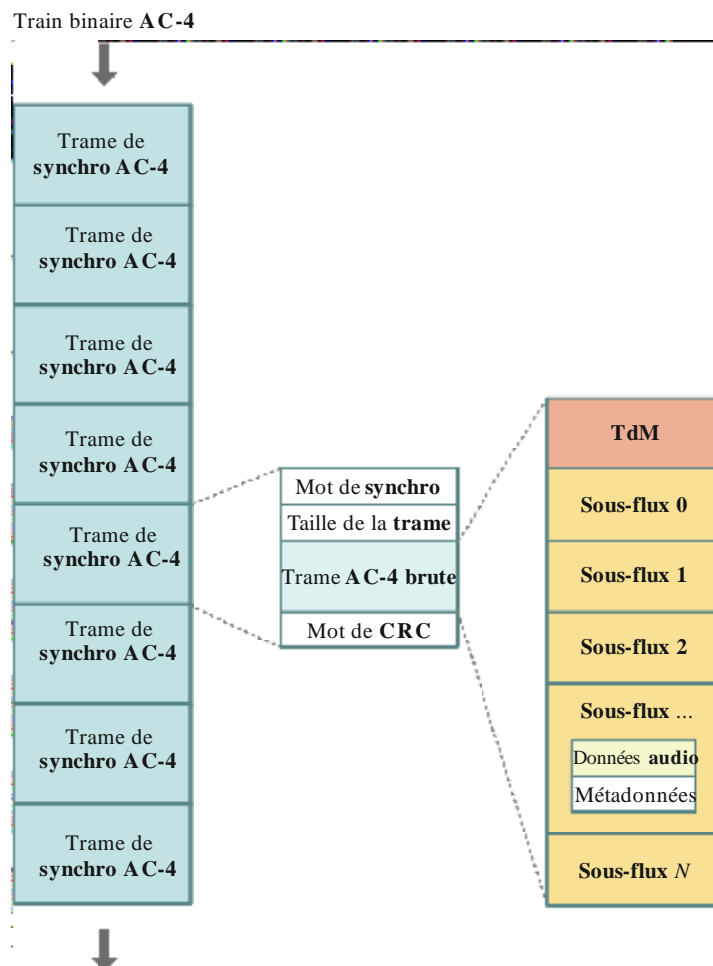 Train binaire AC-4
Trame de
synchro AC-4
Trame de
synchro AC-4
Trame de
synchro AC-4
Trame de
synchro AC-4
Trame de
synchro AC-4
Trame de
synchro AC-4
Trame de
synchro AC-4
Trame de
synchro AC-4
Mot de synchro
Taille de la trame
Trame AC-4 brute
Mot de CRC
TdM
Sous-flux 0
Sous-flux 1
Sous-flux 2
Sous-flux ...
Données audio
Métadonnées
Sous-flux N